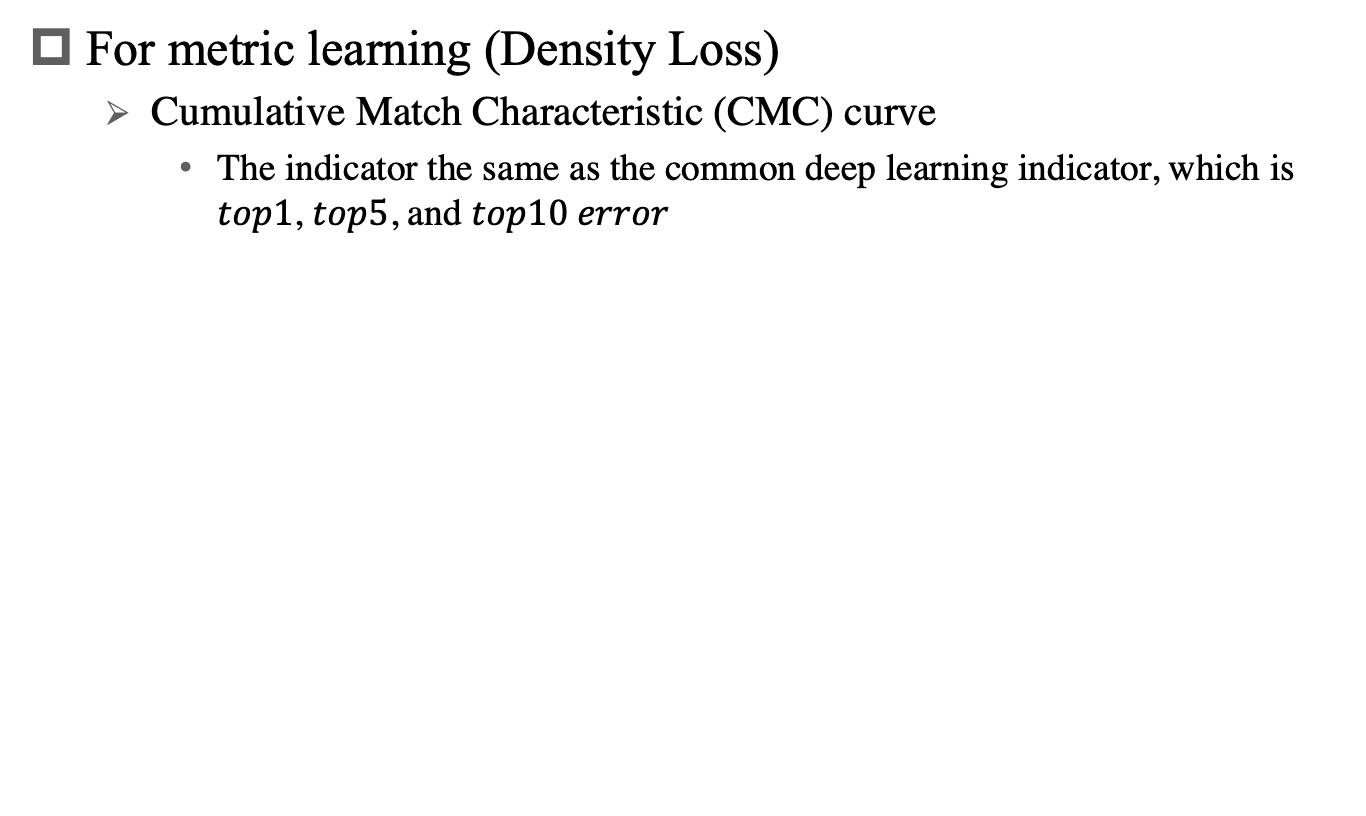 For metric learning (Density Loss)
Cumulative Match Characteristic (CMC) curve
The indicator the same as the common deep learning indicator, which is
top1, top5, and top10 error